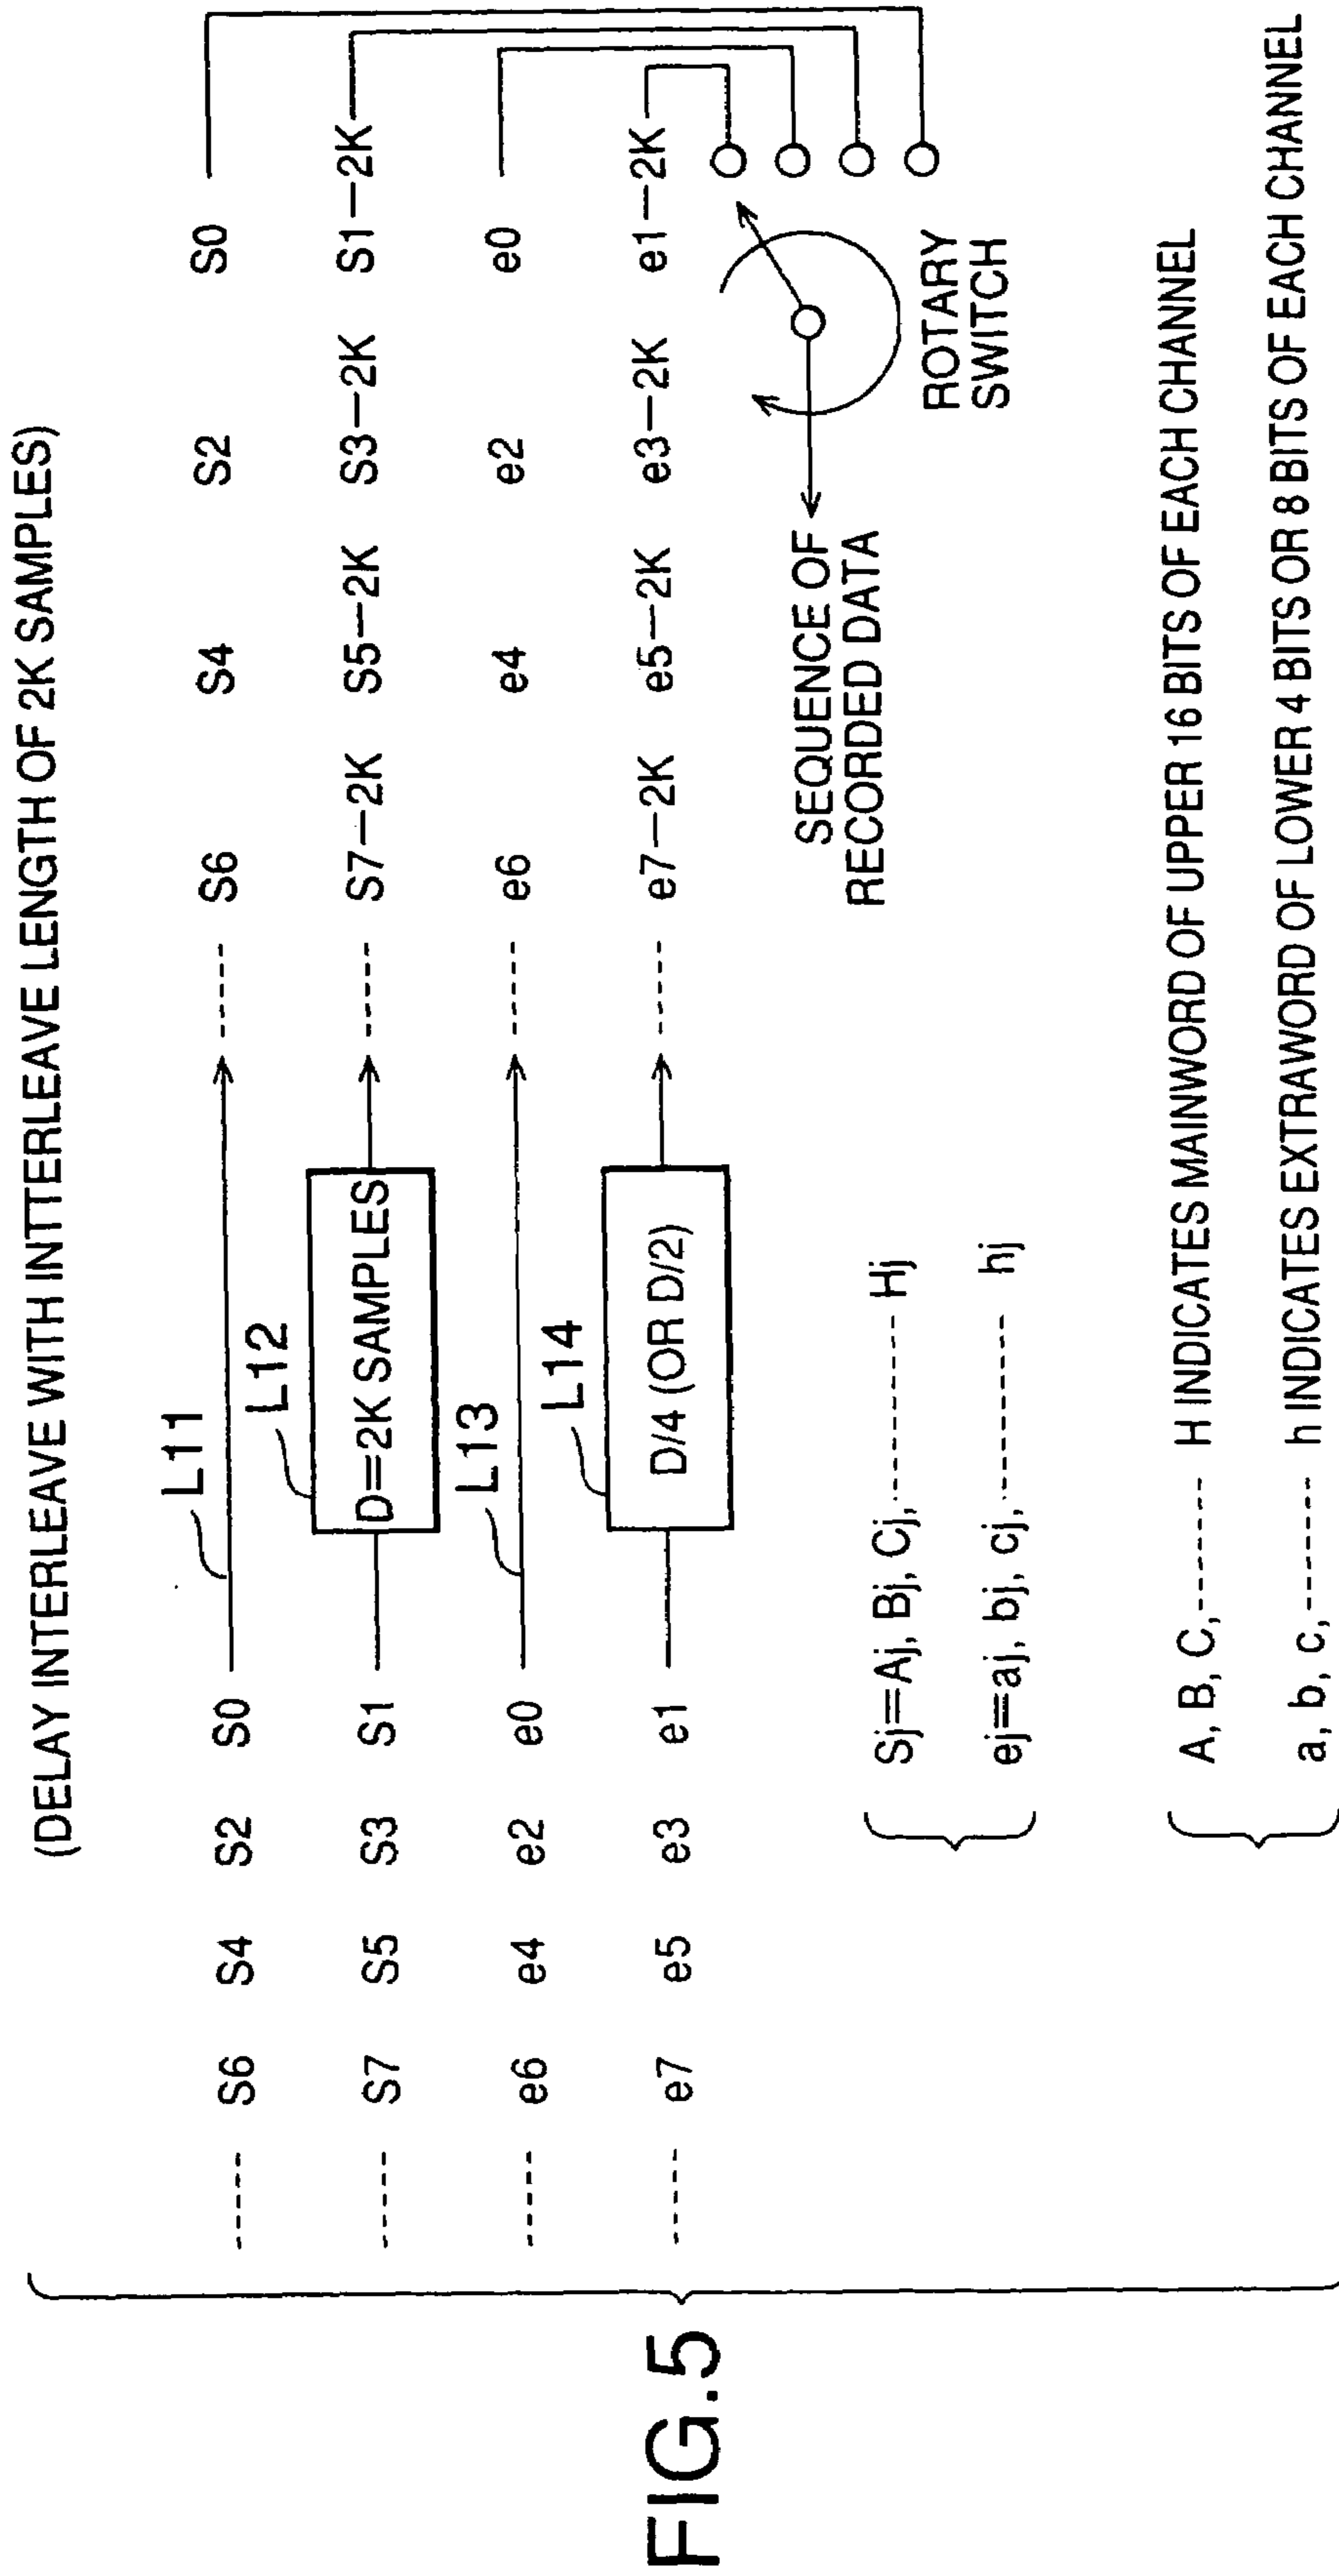 FIG.5
(DELAY INTERLEAVE WITH INTTERLEAVE LENGTH OF 2K SAMPLES)
------ S6 S4 S2 S0 L11 ------ S6 S4 S2 S0
------ S7 S5 S3 S1 L12 D=2K SAMPLES ------ S7-2K S5-2K S3-2K S1-2K
------ e6 e4 e2 e0 L13 ------ e6 e4 e2 e0
------ e7 e5 e3 e1 L14 D/4 (OR D/2) ------ e7-2K e5-2K e3-2K e1-2K
SEQUENCE OF
RECORDED DATA
ROTARY
SWITCH
Sj=Aj, Bj, Cj, ------ Hj
ej=aj, bj, cj, ------ hj
A, B, C, ------ H INDICATES MAINWORD OF UPPER 16 BITS OF EACH CHANNEL
a, b, c, ------ h INDICATES EXTRAWORD OF LOWER 4 BITS OR 8 BITS OF EACH CHANNEL